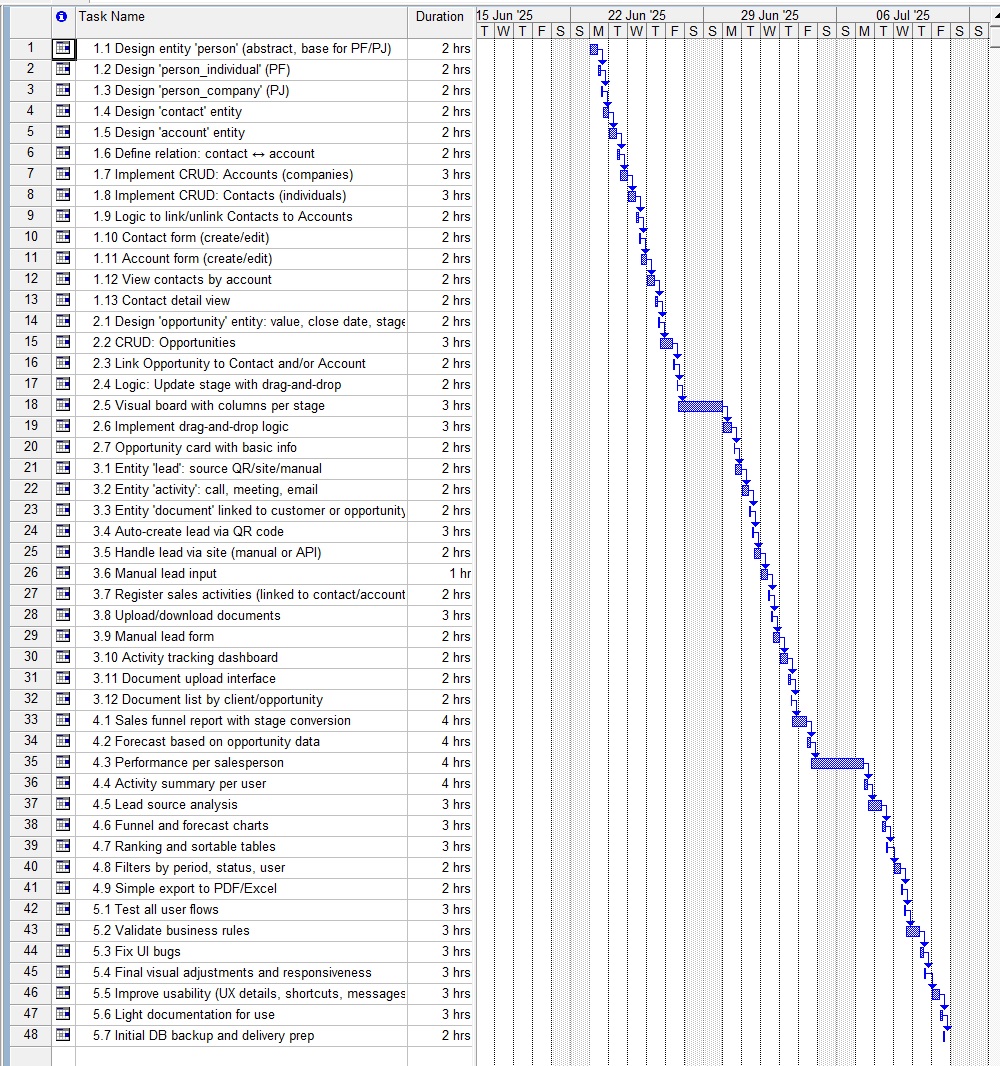 Task Name Duration 15 Jun '25 22 Jun '25 29 Jun '25 06 Jul '25
T W T F S S M T W T F S S M T W T F S S M T W T F S S
1 1.1 Design entity 'person' (abstract, base for PF/PJ) 2 hrs
2 1.2 Design 'person_individual' (PF) 2 hrs
3 1.3 Design 'person_company' (PJ) 2 hrs
4 1.4 Design 'contact' entity 2 hrs
5 1.5 Design 'account' entity 2 hrs
6 1.6 Define relation: contact ↔ account 2 hrs
7 1.7 Implement CRUD: Accounts (companies) 3 hrs
8 1.8 Implement CRUD: Contacts (individuals) 3 hrs
9 1.9 Logic to link/unlink Contacts to Accounts 2 hrs
10 1.10 Contact form (create/edit) 2 hrs
11 1.11 Account form (create/edit) 2 hrs
12 1.12 View contacts by account 2 hrs
13 1.13 Contact detail view 2 hrs
14 2.1 Design 'opportunity' entity: value, close date, stage 2 hrs
15 2.2 CRUD: Opportunities 3 hrs
16 2.3 Link Opportunity to Contact and/or Account 2 hrs
17 2.4 Logic: Update stage with drag-and-drop 2 hrs
18 2.5 Visual board with columns per stage 3 hrs
19 2.6 Implement drag-and-drop logic 3 hrs
20 2.7 Opportunity card with basic info 2 hrs
21 3.1 Entity 'lead': source QR/site/manual 2 hrs
22 3.2 Entity 'activity': call, meeting, email 2 hrs
23 3.3 Entity 'document' linked to customer or opportunity 2 hrs
24 3.4 Auto-create lead via QR code 3 hrs
25 3.5 Handle lead via site (manual or API) 2 hrs
26 3.6 Manual lead input 1 hr
27 3.7 Register sales activities (linked to contact/account 2 hrs
28 3.8 Upload/download documents 3 hrs
29 3.9 Manual lead form 2 hrs
30 3.10 Activity tracking dashboard 2 hrs
31 3.11 Document upload interface 2 hrs
32 3.12 Document list by client/opportunity 2 hrs
33 4.1 Sales funnel report with stage conversion 4 hrs
34 4.2 Forecast based on opportunity data 4 hrs
35 4.3 Performance per salesperson 4 hrs
36 4.4 Activity summary per user 4 hrs
37 4.5 Lead source analysis 3 hrs
38 4.6 Funnel and forecast charts 3 hrs
39 4.7 Ranking and sortable tables 3 hrs
40 4.8 Filters by period, status, user 2 hrs
41 4.9 Simple export to PDF/Excel 2 hrs
42 5.1 Test all user flows 3 hrs
43 5.2 Validate business rules 3 hrs
44 5.3 Fix UI bugs 3 hrs
45 5.4 Final visual adjustments and responsiveness 3 hrs
46 5.5 Improve usability (UX details, shortcuts, messages 3 hrs
47 5.6 Light documentation for use 3 hrs
48 5.7 Initial DB backup and delivery prep 2 hrs